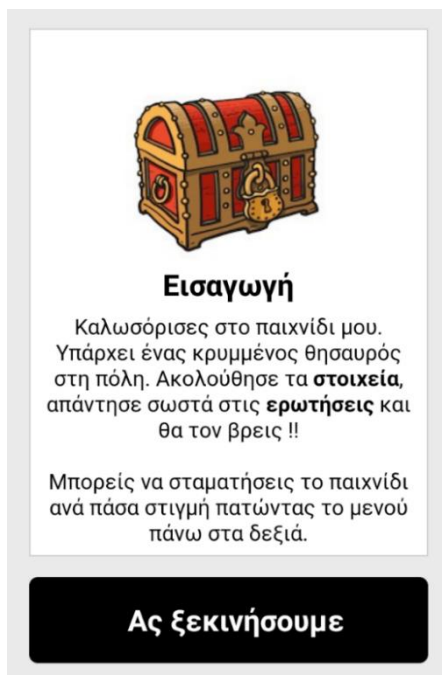 Εισαγωγή
Καλωσόρισες στο παιχνίδι μου.
Υπάρχει ένας κρυμμένος θησαυρός
στη πόλη. Ακολούθησε τα στοιχεία,
απάντησε σωστά στις ερωτήσεις και
θα τον βρεις !!
Μπορείς να σταματήσεις το παιχνίδι
ανά πάσα στιγμή πατώντας το μενού
πάνω στα δεξιά.
Ας ξεκινήσουμε